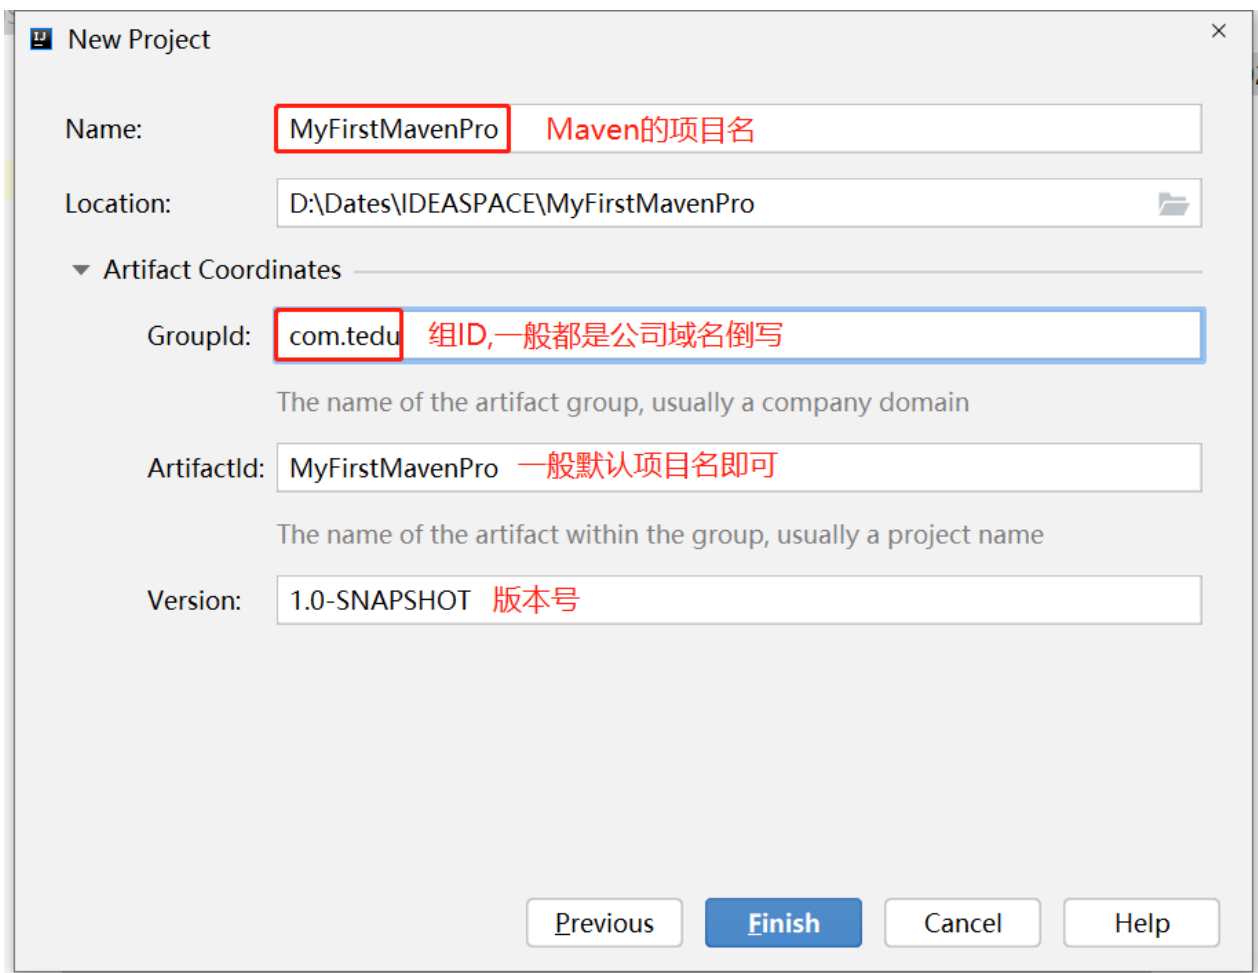 New Project
Name: MyFirstMavenPro Maven的项目名
Location: D:\Dates\IDEASPACE\MyFirstMavenPro
Artifact Coordinates
GroupId: com.tedu 组ID,一般都是公司域名倒写
The name of the artifact group, usually a company domain
ArtifactId: MyFirstMavenPro 一般默认项目名即可
The name of the artifact within the group, usually a project name
Version: 1.0-SNAPSHOT 版本号
Previous Finish Cancel Help